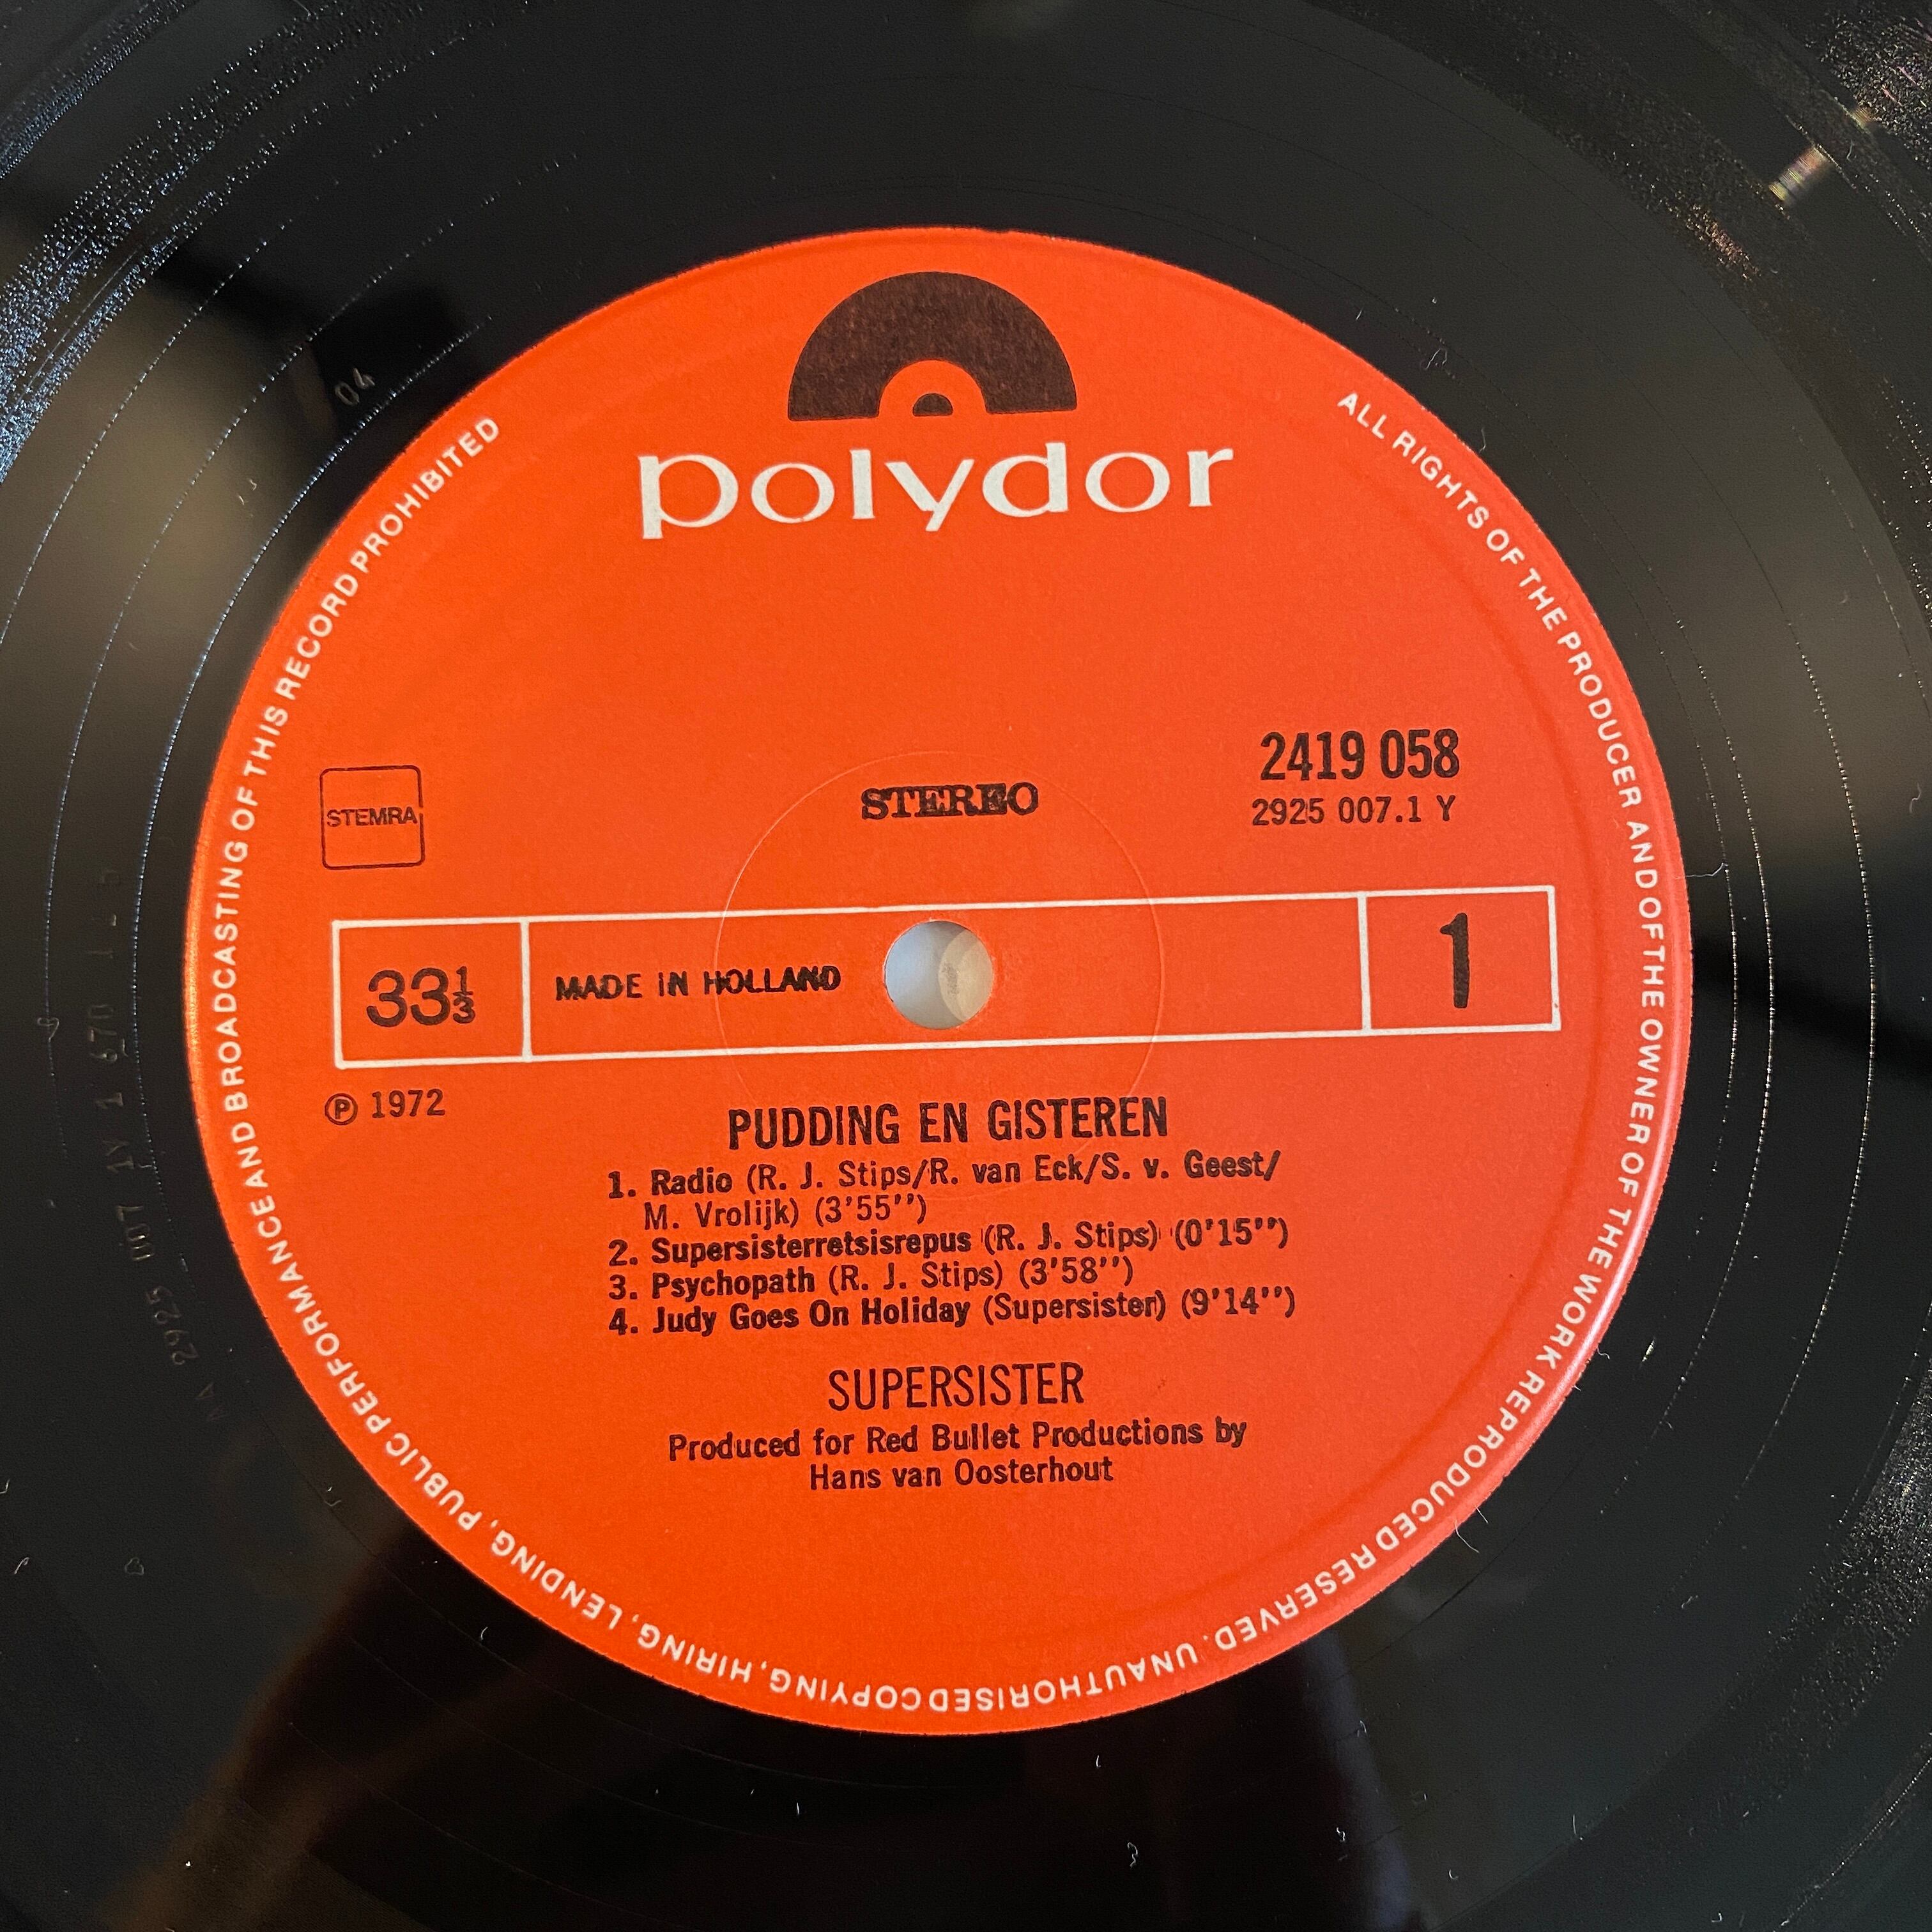 polydor
2419 058
2925 007.1 Y
STEREO
STEMRA
33⅓
MADE IN HOLLAND
1
℗ 1972
PUDDING EN GISTEREN
1. Radio (R. J. Stips/R. van Eck/S. v. Geest/
M. Vrolijk) (3'55'')
2. Supersisterretsisrepus (R. J. Stips) (0'15'')
3. Psychopath (R. J. Stips) (3'58'')
4. Judy Goes On Holiday (Supersister) (9'14'')
SUPERSISTER
Produced for Red Bullet Productions by
Hans van Oosterhout
ALL RIGHTS OF THE PRODUCER AND OF THE OWNER OF THE WORK REPRODUCED RESERVED. UNAUTHORISED COPYING, HIRING, LENDING, PUBLIC PERFORMANCE AND BROADCASTING OF THIS RECORD PROHIBITED
04